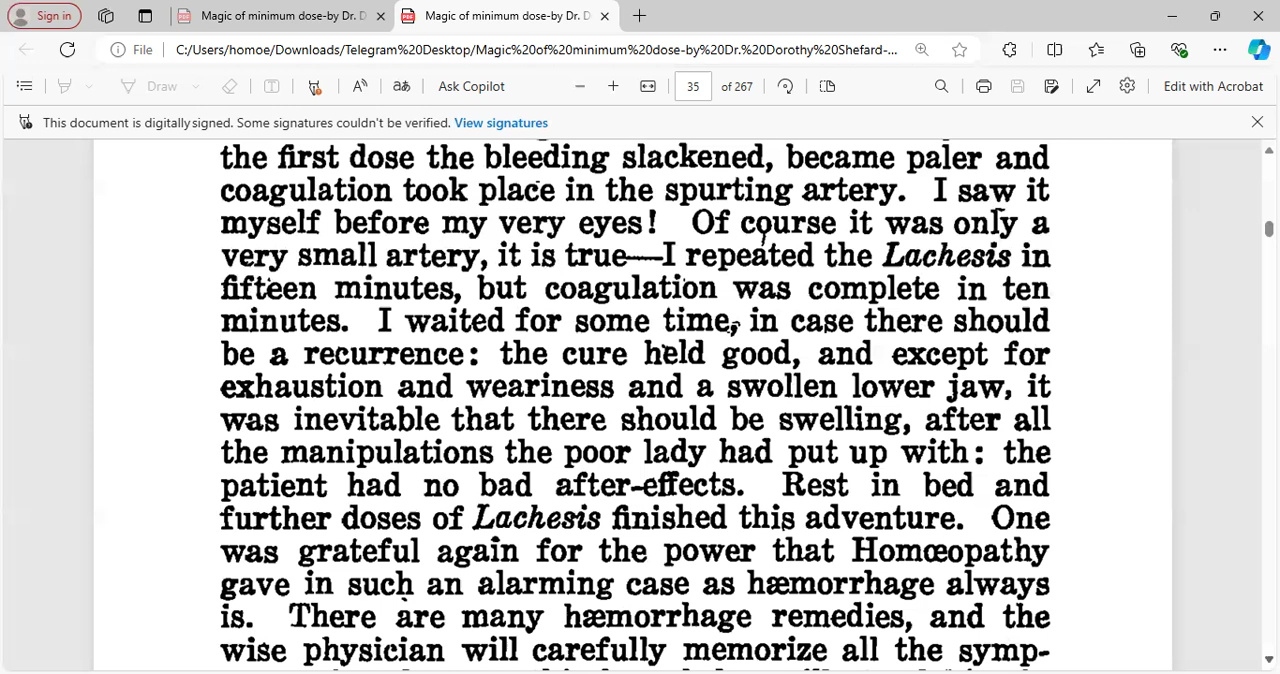 Sign in
Magic of minimum dose-by Dr. D
Magic of minimum dose-by Dr. D
File
C:/Users/homoe/Downloads/Telegram%20Desktop/Magic%20of%20minimum%20dose-by%20Dr.%20Dorothy%20Shefard-...
Draw
Ask Copilot
35
of 267
Edit with Acrobat
This document is digitally signed. Some signatures couldn't be verified. View signatures
the first dose the bleeding slackened, became paler and
coagulation took place in the spurting artery. I saw it
myself before my very eyes! Of course it was only a
very small artery, it is true—I repeated the Lachesis in
fifteen minutes, but coagulation was complete in ten
minutes. I waited for some time, in case there should
be a recurrence: the cure held good, and except for
exhaustion and weariness and a swollen lower jaw, it
was inevitable that there should be swelling, after all
the manipulations the poor lady had put up with: the
patient had no bad after-effects. Rest in bed and
further doses of Lachesis finished this adventure. One
was grateful again for the power that Homœopathy
gave in such an alarming case as hæmorrhage always
is. There are many hæmorrhage remedies, and the
wise physician will carefully memorize all the symp-